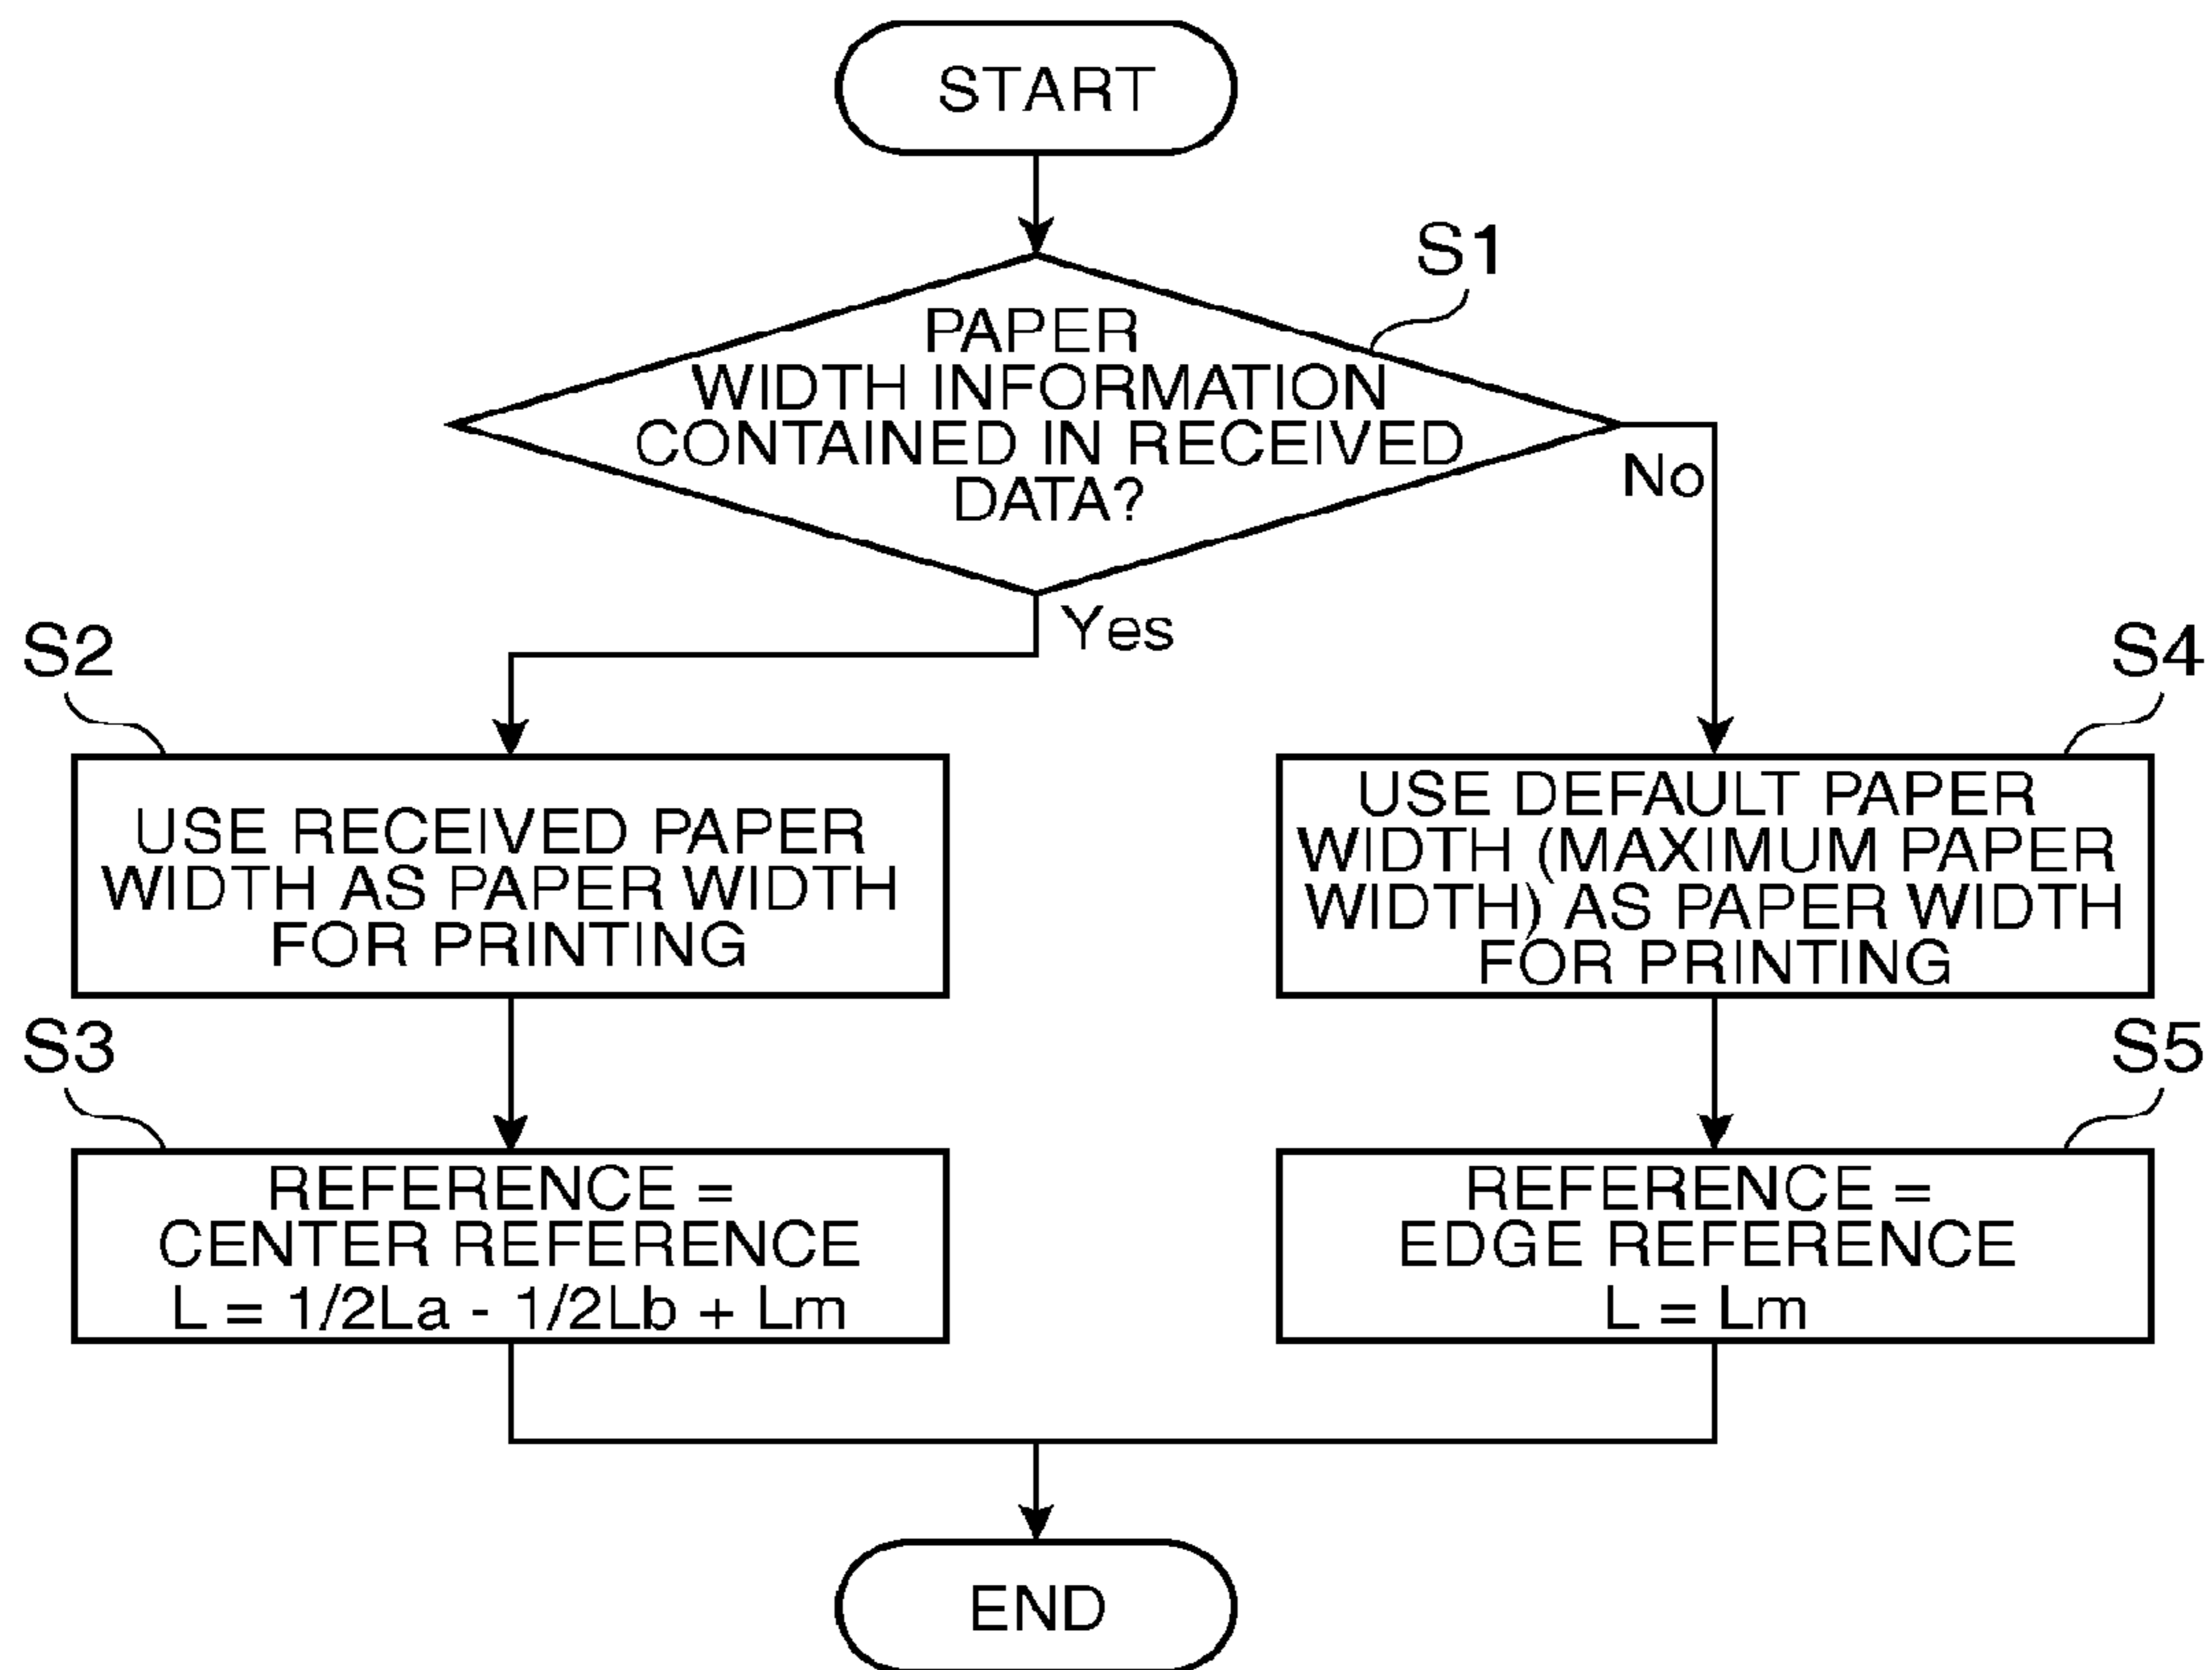 START
S1
PAPER
WIDTH INFORMATION
CONTAINED IN RECEIVED
DATA?
No
Yes
S2
USE RECEIVED PAPER
WIDTH AS PAPER WIDTH
FOR PRINTING
S4
USE DEFAULT PAPER
WIDTH (MAXIMUM PAPER
WIDTH) AS PAPER WIDTH
FOR PRINTING
S3
REFERENCE =
CENTER REFERENCE
L = 1/2La - 1/2Lb + Lm
S5
REFERENCE =
EDGE REFERENCE
L = Lm
END